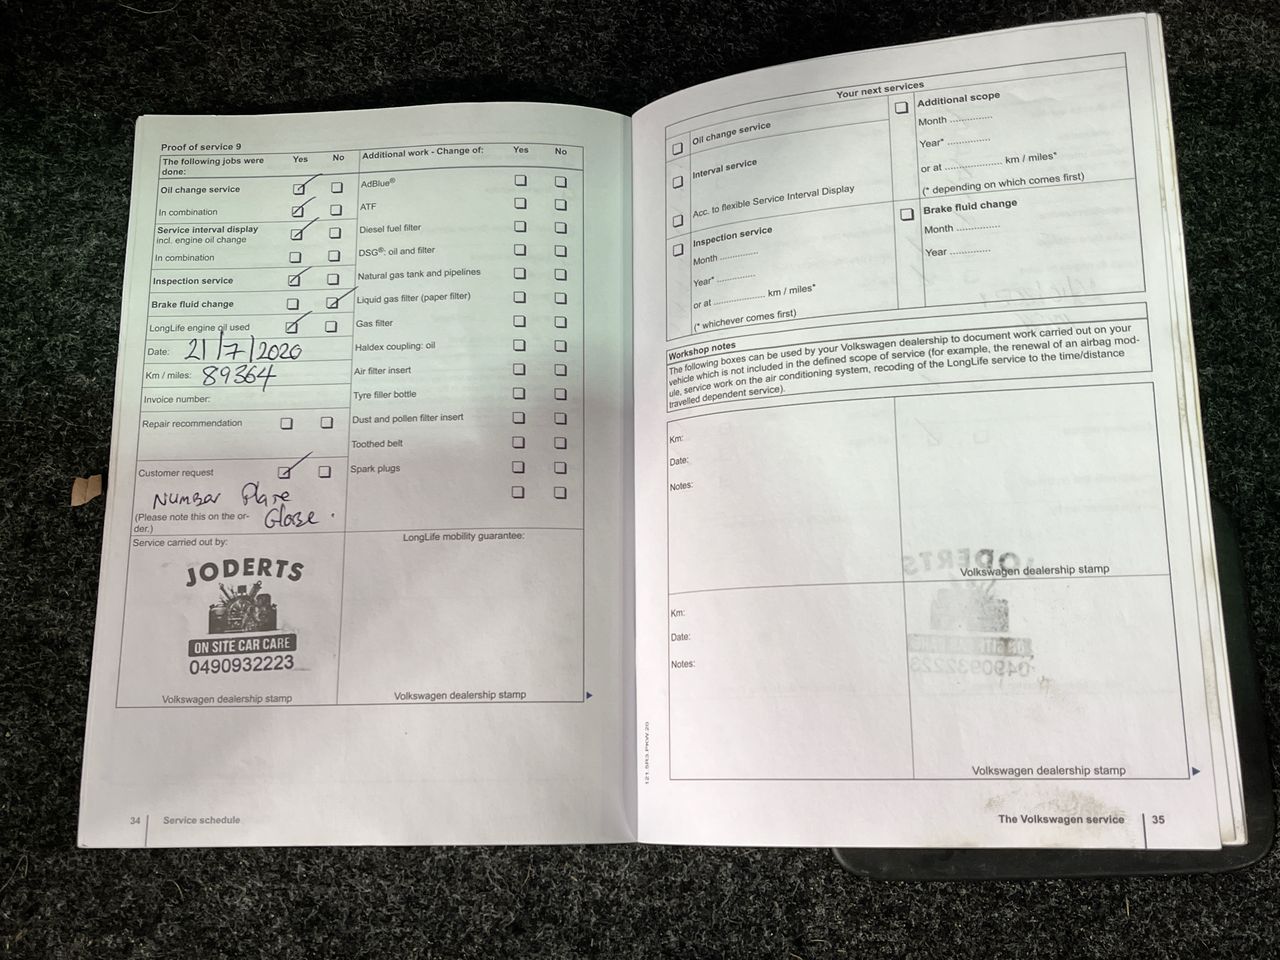 Proof of service 9
The following jobs were done:
Yes No
Oil change service
In combination
Service interval display
incl. engine oil change
In combination
Inspection service
Brake fluid change
LongLife engine oil used
Date: 21/7/2020
Km / miles: 89364
Invoice number:
Repair recommendation
Customer request
Number Plare
(Please note this on the or-
der.)
Globe.
Additional work - Change of: Yes No
AdBlue®
ATF
Diesel fuel filter
DSG®: oil and filter
Natural gas tank and pipelines
Liquid gas filter (paper filter)
Gas filter
Haldex coupling: oil
Air filter insert
Tyre filler bottle
Dust and pollen filter insert
Toothed belt
Spark plugs
Service carried out by:
JODERTS
ON SITE CAR CARE
0490932223
Volkswagen dealership stamp
LongLife mobility guarantee:
Volkswagen dealership stamp
34 Service schedule
Your next services
Oil change service
Interval service
Acc. to flexible Service Interval Display
Inspection service
Month ..............
Year* ..............
or at .................... km / miles*
(* whichever comes first)
Additional scope
Month ..............
Year* ..............
or at .................... km / miles*
(* depending on which comes first)
Brake fluid change
Month ..............
Year ..............
Workshop notes
The following boxes can be used by your Volkswagen dealership to document work carried out on your
vehicle which is not included in the defined scope of service (for example, the renewal of an airbag mod-
ule, service work on the air conditioning system, recoding of the LongLife service to the time/distance
travelled dependent service).
Km:
Date:
Notes:
Volkswagen dealership stamp
Km:
Date:
Notes:
Volkswagen dealership stamp
121.5R3.PKW.20
The Volkswagen service 35